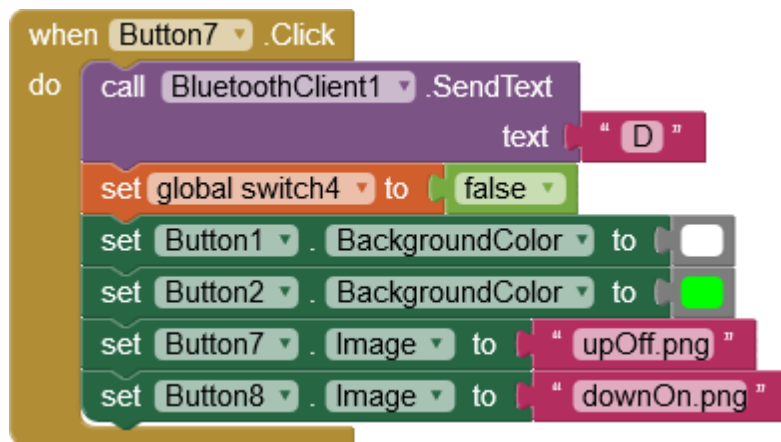 when Button7 .Click
do call BluetoothClient1 .SendText
text “ D ”
set global switch4 to false
set Button1 . BackgroundColor to
set Button2 . BackgroundColor to
set Button7 . Image to “ upOff.png ”
set Button8 . Image to “ downOn.png ”